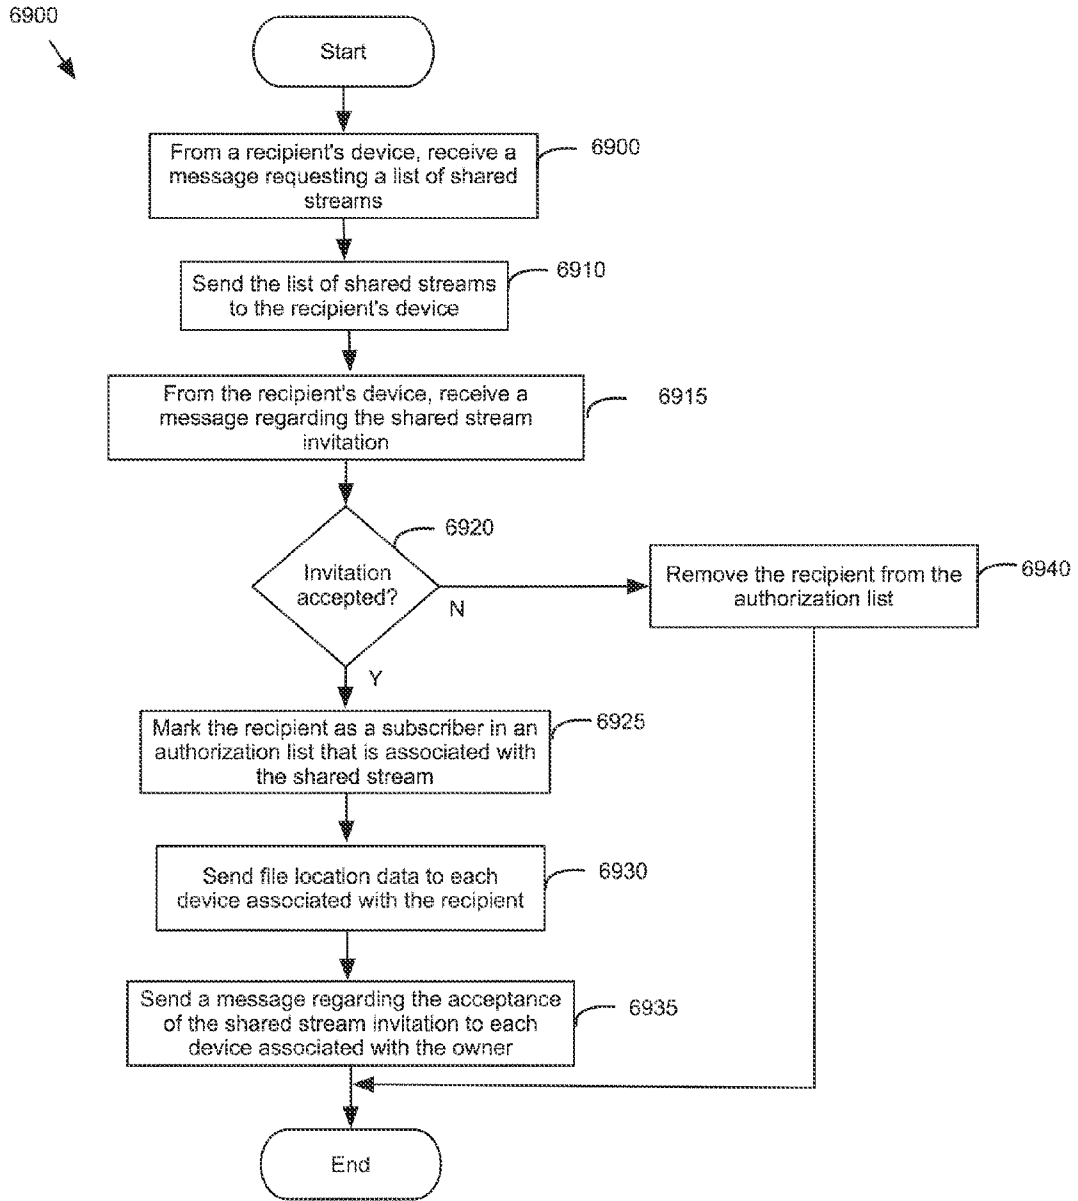 6900
Start
From a recipient's device, receive a
message requesting a list of shared
streams
6900
Send the list of shared streams
to the recipient's device
6910
From the recipient's device, receive a
message regarding the shared stream
invitation
6915
Invitation
accepted?
6920
N
Remove the recipient from the
authorization list
6940
Y
Mark the recipient as a subscriber in an
authorization list that is associated with
the shared stream
6925
Send file location data to each
device associated with the recipient
6930
Send a message regarding the acceptance
of the shared stream invitation to each
device associated with the owner
6935
End